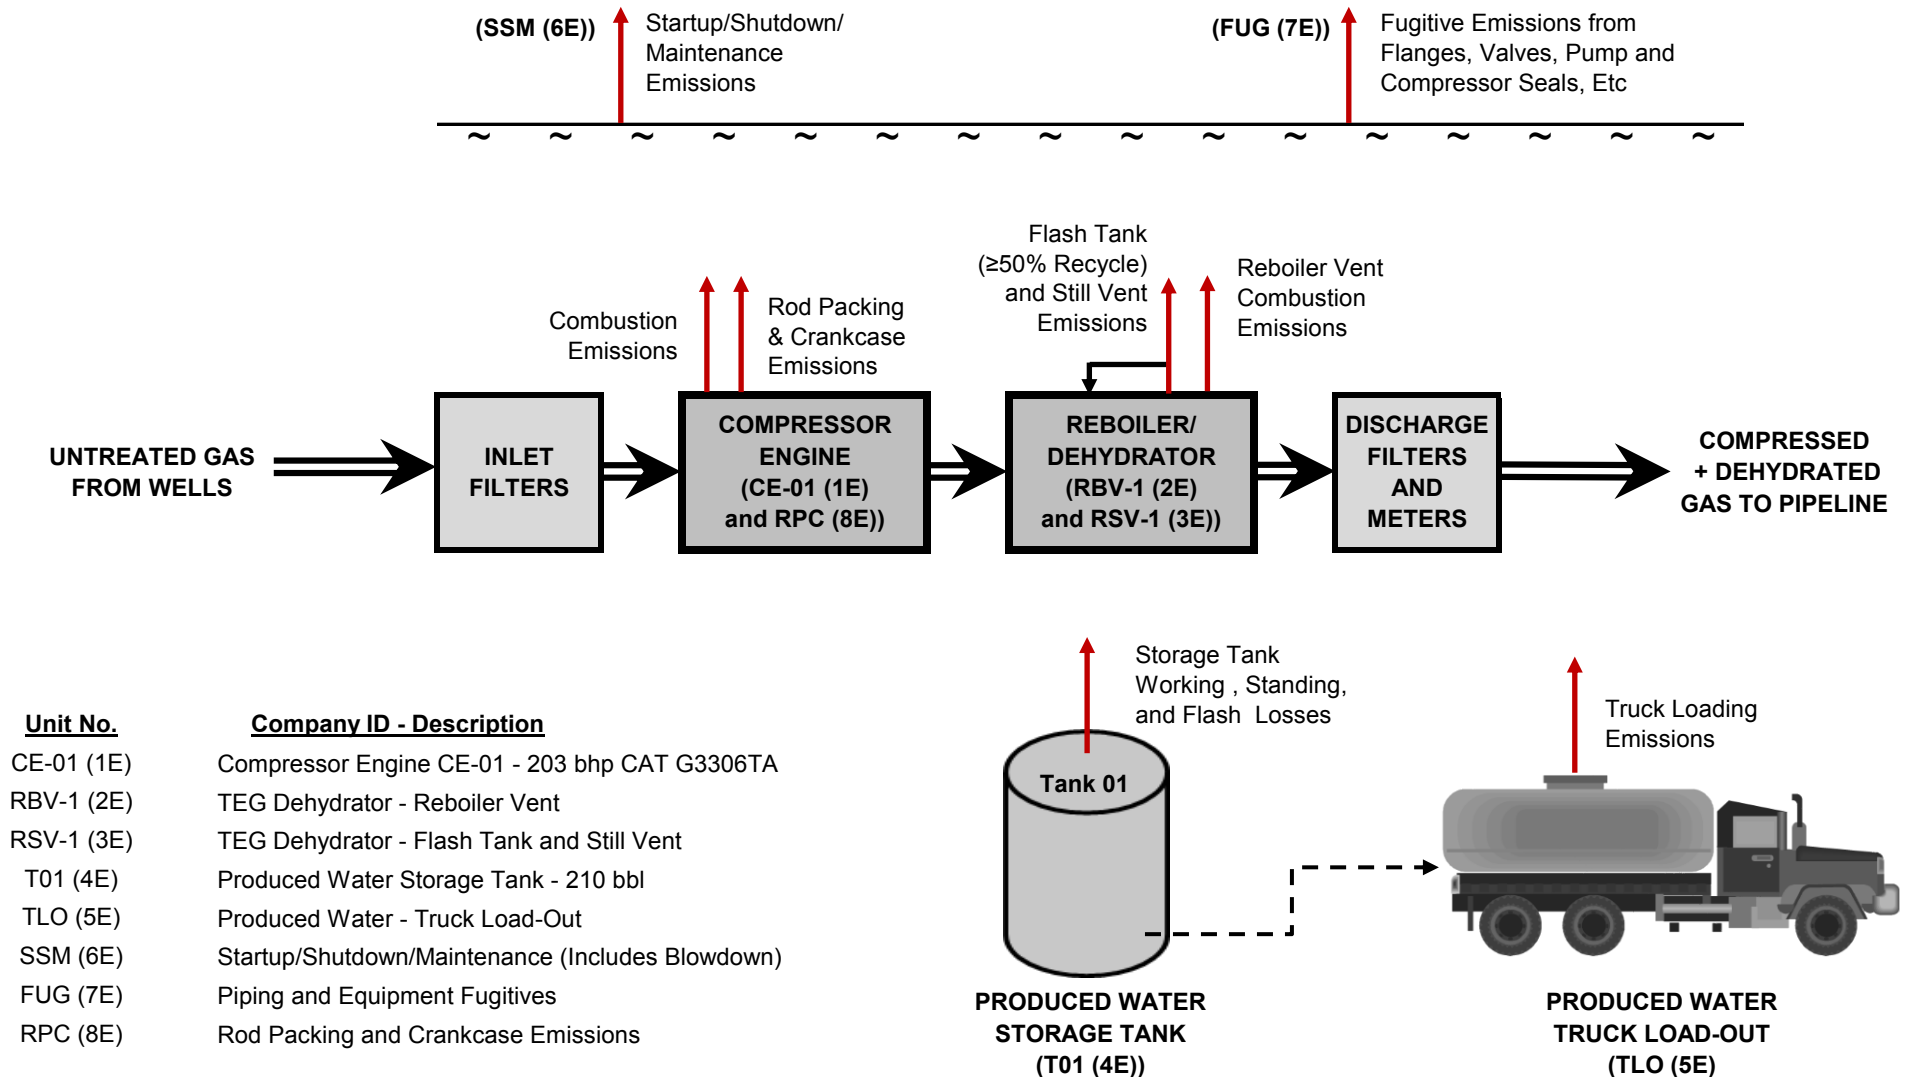 (SSM (6E))
Startup/Shutdown/
Maintenance
Emissions
(FUG (7E))
Fugitive Emissions from
Flanges, Valves, Pump and
Compressor Seals, Etc
~ ~ ~ ~ ~ ~ ~ ~ ~ ~ ~ ~ ~ ~ ~ ~
Combustion
Emissions
Rod Packing
& Crankcase
Emissions
Flash Tank
(≥50% Recycle)
and Still Vent
Emissions
Reboiler Vent
Combustion
Emissions
UNTREATED GAS
FROM WELLS
INLET
FILTERS
COMPRESSOR
ENGINE
(CE-01 (1E)
and RPC (8E))
REBOILER/
DEHYDRATOR
(RBV-1 (2E)
and RSV-1 (3E))
DISCHARGE
FILTERS
AND
METERS
COMPRESSED
+ DEHYDRATED
GAS TO PIPELINE
Storage Tank
Working , Standing,
and Flash  Losses
Truck Loading
Emissions
Tank 01
PRODUCED WATER
STORAGE TANK
(T01 (4E))
PRODUCED WATER
TRUCK LOAD-OUT
(TLO (5E)
Unit No. Company ID - Description
CE-01 (1E) Compressor Engine CE-01 - 203 bhp CAT G3306TA
RBV-1 (2E) TEG Dehydrator - Reboiler Vent
RSV-1 (3E) TEG Dehydrator - Flash Tank and Still Vent
T01 (4E) Produced Water Storage Tank - 210 bbl
TLO (5E) Produced Water - Truck Load-Out
SSM (6E) Startup/Shutdown/Maintenance (Includes Blowdown)
FUG (7E) Piping and Equipment Fugitives
RPC (8E) Rod Packing and Crankcase Emissions